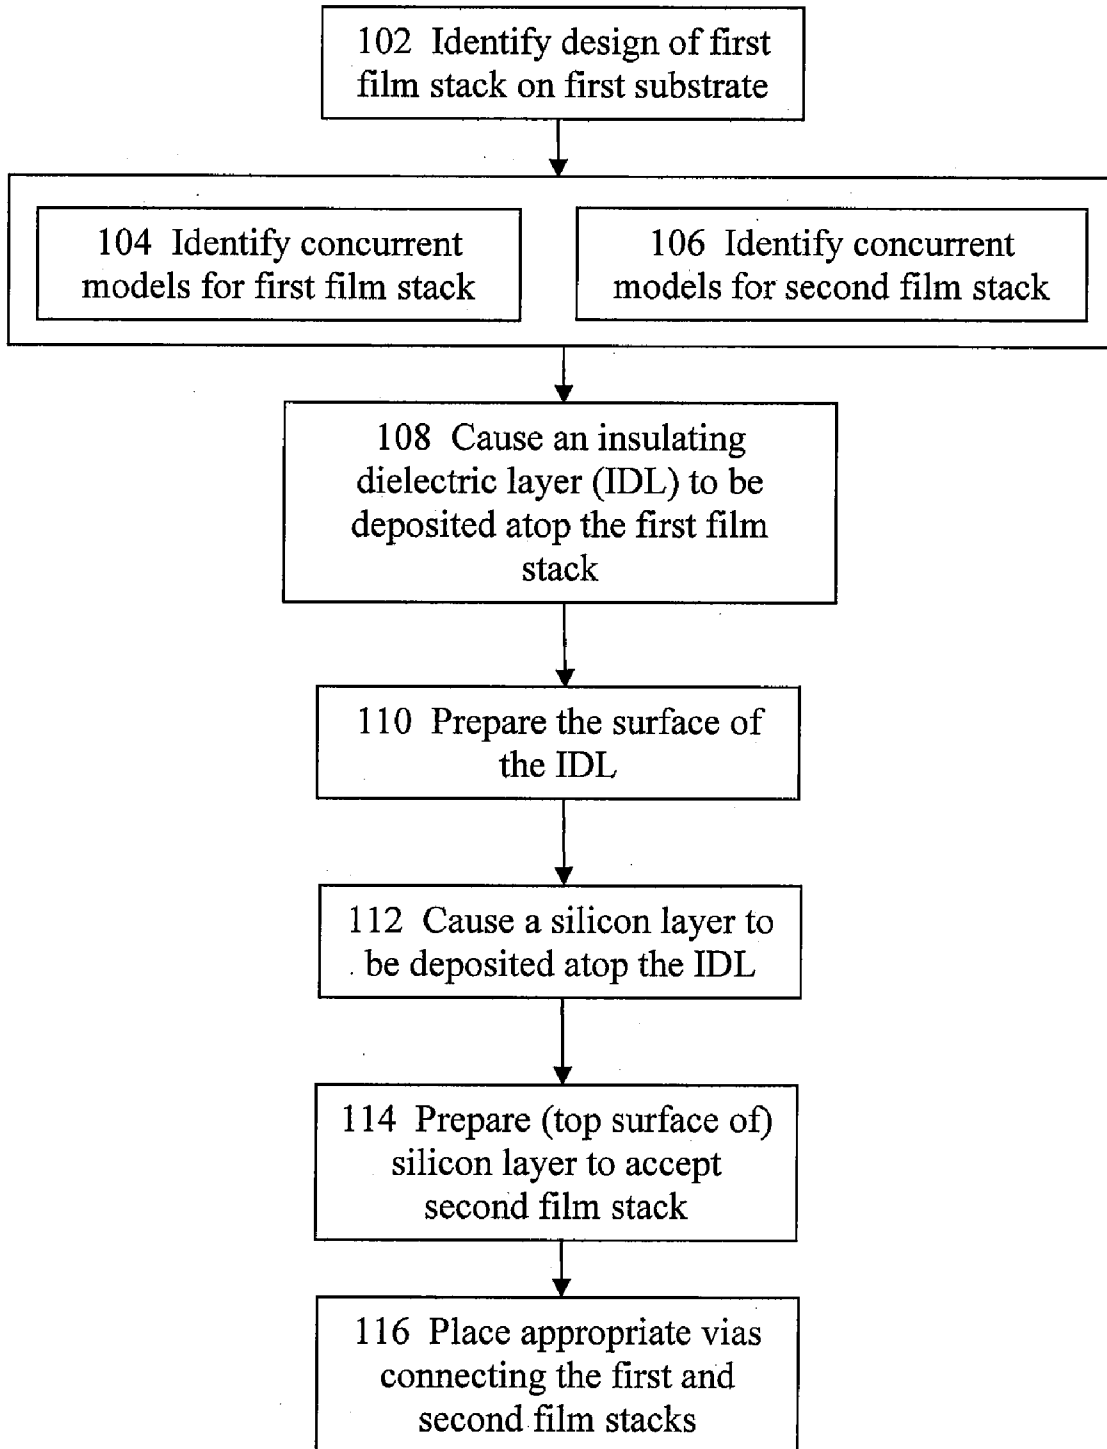 102 Identify design of first
film stack on first substrate
104 Identify concurrent
models for first film stack
106 Identify concurrent
models for second film stack
108 Cause an insulating
dielectric layer (IDL) to be
deposited atop the first film
stack
110 Prepare the surface of
the IDL
112 Cause a silicon layer to
be deposited atop the IDL
114 Prepare (top surface of)
silicon layer to accept
second film stack
116 Place appropriate vias
connecting the first and
second film stacks